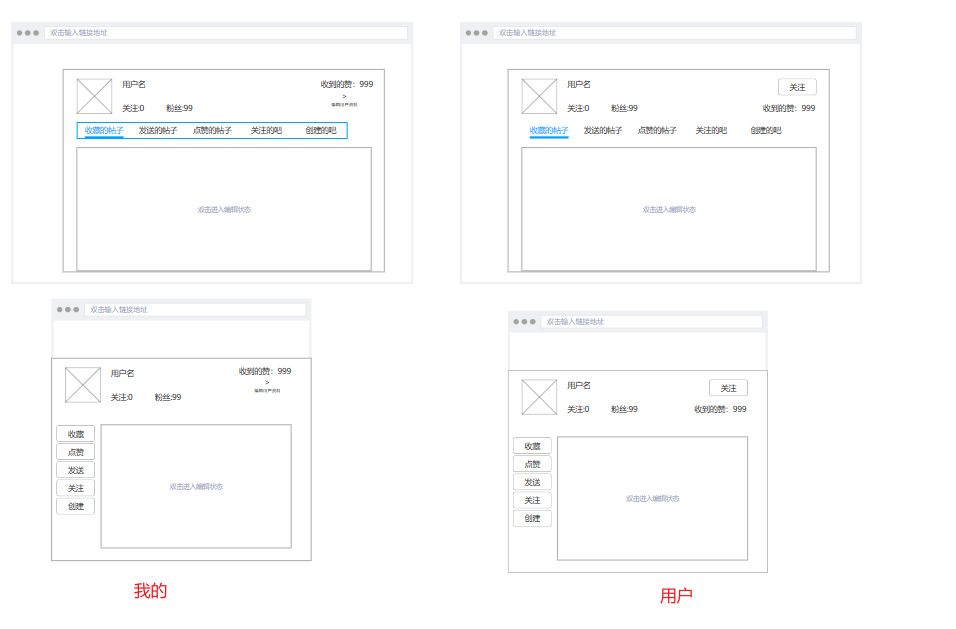 双击输入链接地址
用户名
收到的赞：999
>
编辑用户资料
关注:0 粉丝:99
收藏的帖子 发送的帖子 点赞的帖子 关注的吧 创建的吧
双击进入编辑状态
双击输入链接地址
用户名
关注
关注:0 粉丝:99
收到的赞：999
收藏的帖子 发送的帖子 点赞的帖子 关注的吧 创建的吧
双击进入编辑状态
双击输入链接地址
用户名
收到的赞：999
>
编辑用户资料
关注:0 粉丝:99
收藏
点赞
发送
关注
创建
双击进入编辑状态
我的
双击输入链接地址
用户名
关注
关注:0 粉丝:99
收到的赞：999
收藏
点赞
发送
关注
创建
双击进入编辑状态
用户